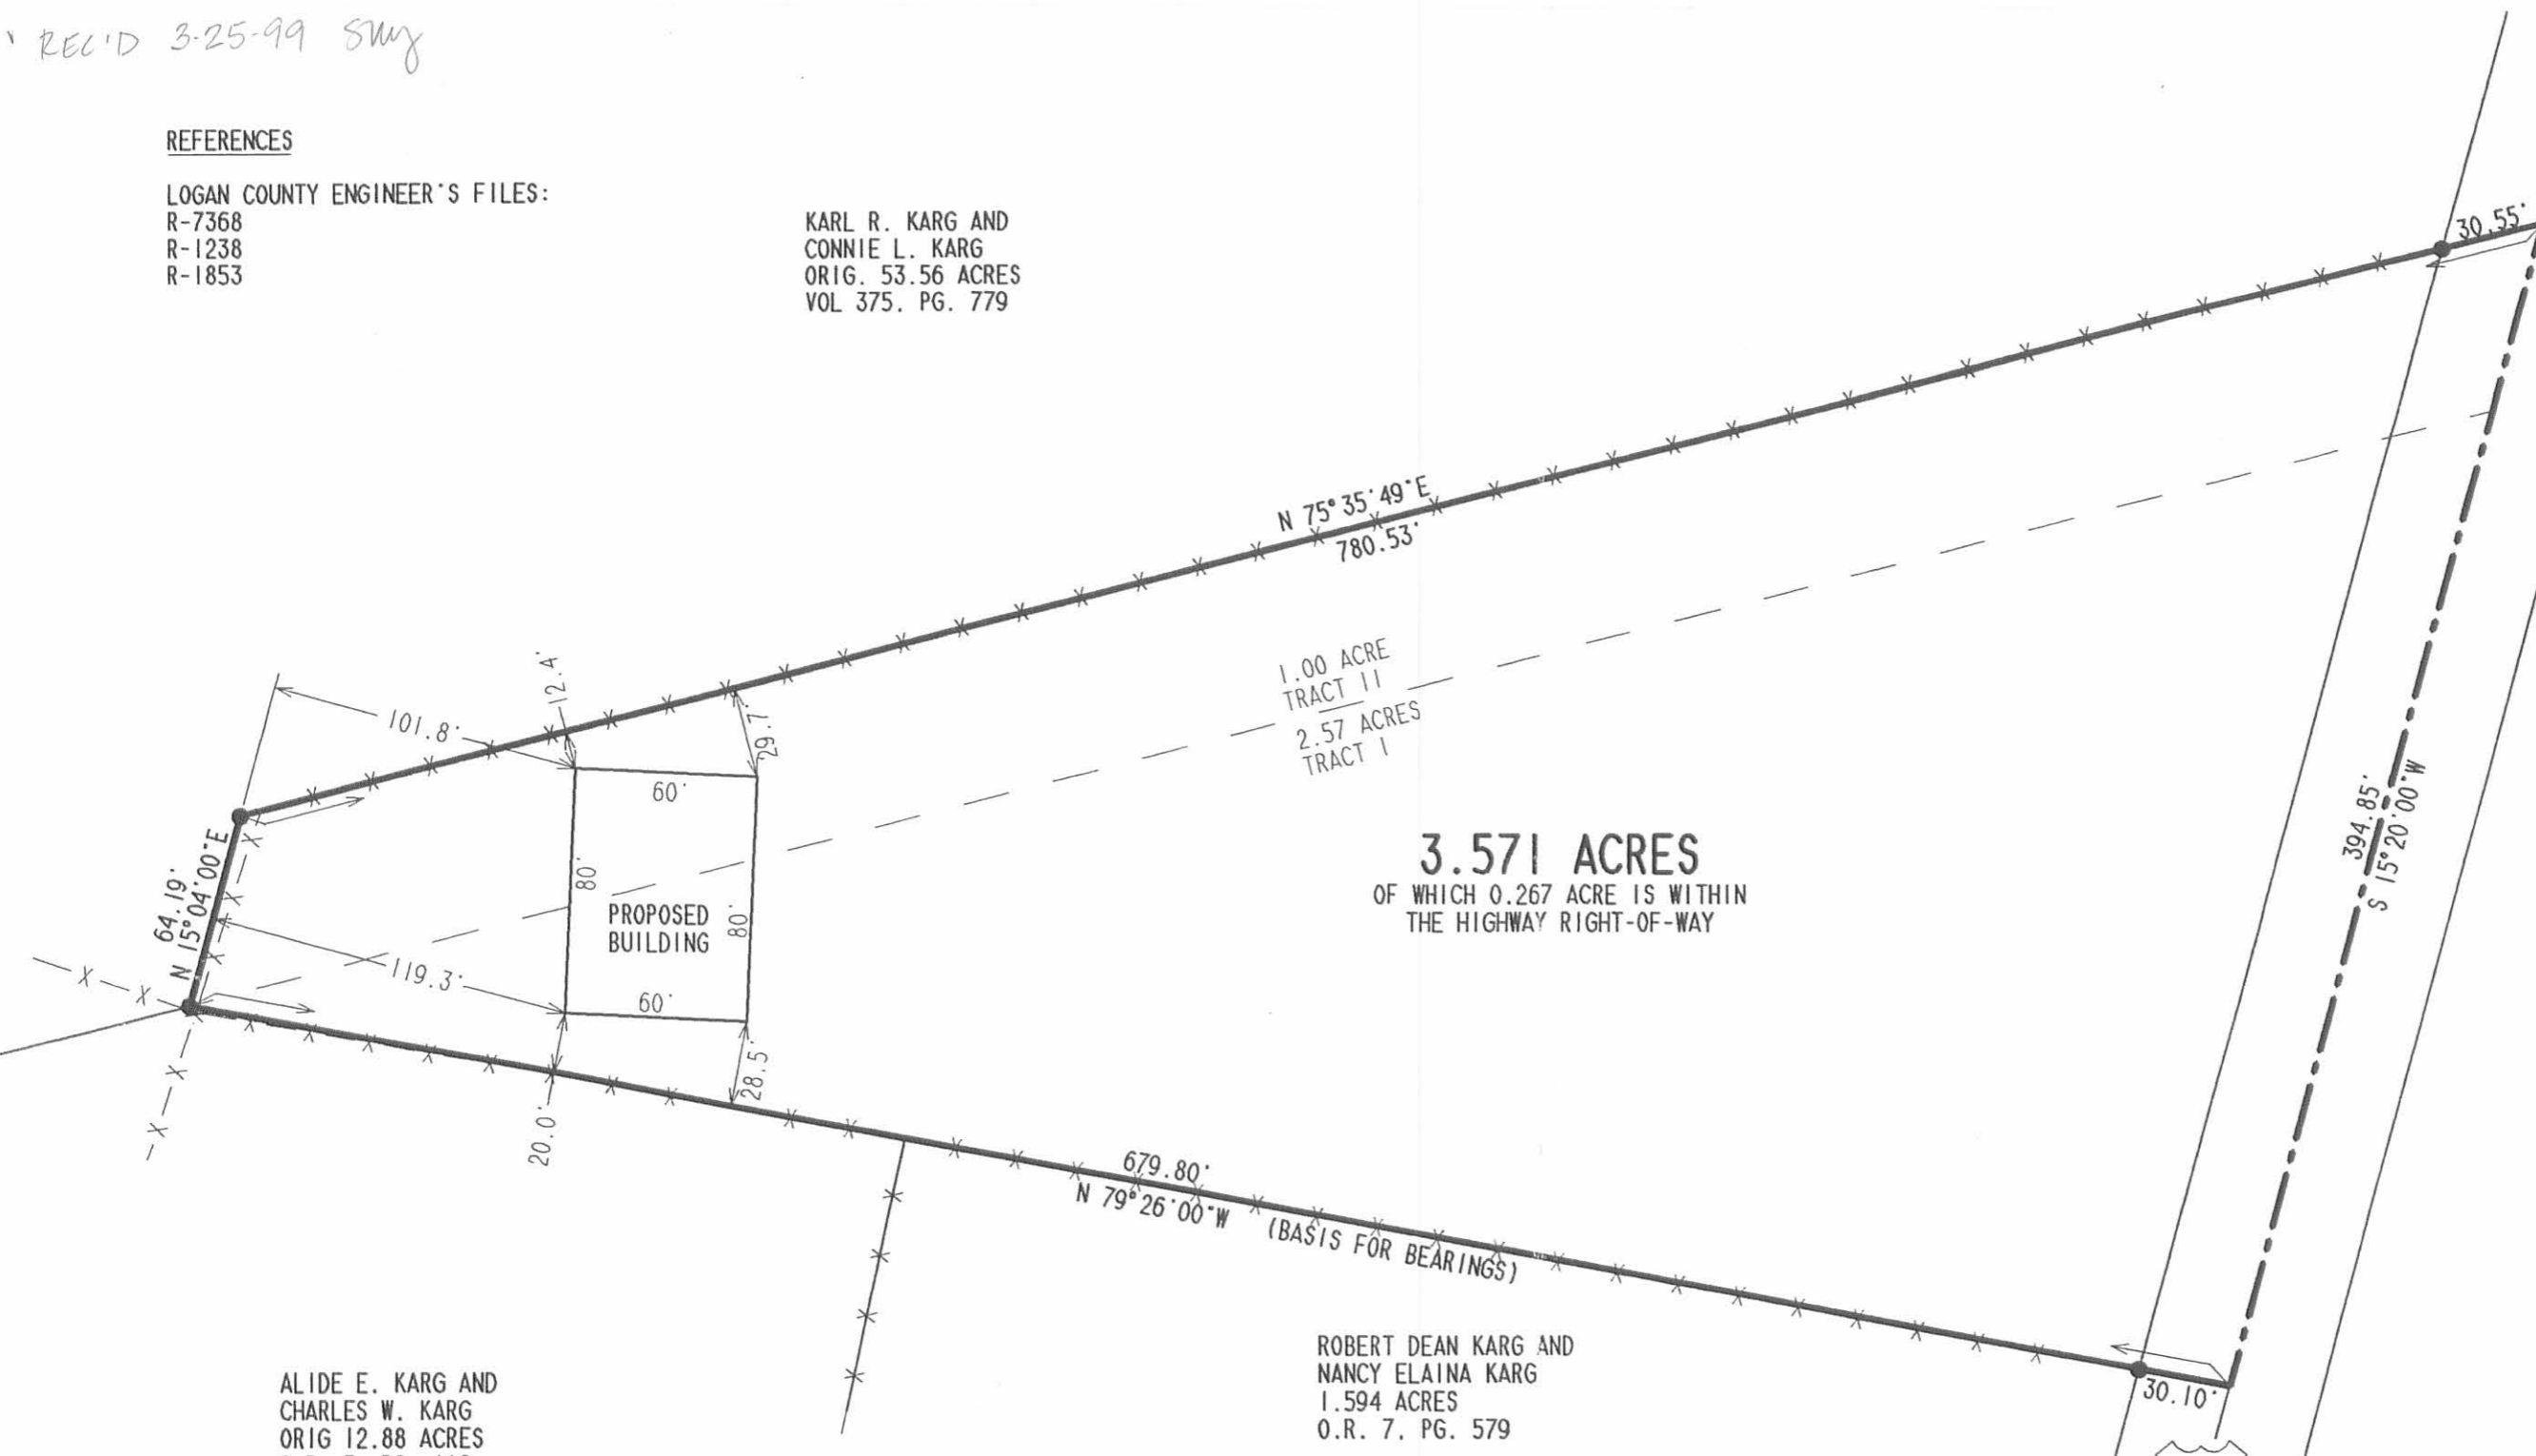 REC'D 3-25-99
REFERENCES
LOGAN COUNTY ENGINEER'S FILES:
R-7368
R-1238
R-1853
KARL R. KARG AND
CONNIE L. KARG
ORIG. 53.56 ACRES
VOL 375, PG. 779
30.55'
N 75°35'49"E
780.53'
12.4'
101.8'
29.7'
1.00 ACRE
TRACT II
2.57 ACRES
TRACT I
60'
80'
PROPOSED
BUILDING
80'
60'
3.571 ACRES
OF WHICH 0.267 ACRE IS WITHIN
THE HIGHWAY RIGHT-OF-WAY
394.85'
S 15°20'00"W
64.19'
N 15°04'00"E
119.3'
28.5'
20.0'
679.80'
N 79°26'00"W (BASIS FOR BEARINGS)
30.10'
ROBERT DEAN KARG AND
NANCY ELAINA KARG
1.594 ACRES
O.R. 7, PG. 579
ALIDE E. KARG AND
CHARLES W. KARG
ORIG 12.88 ACRES